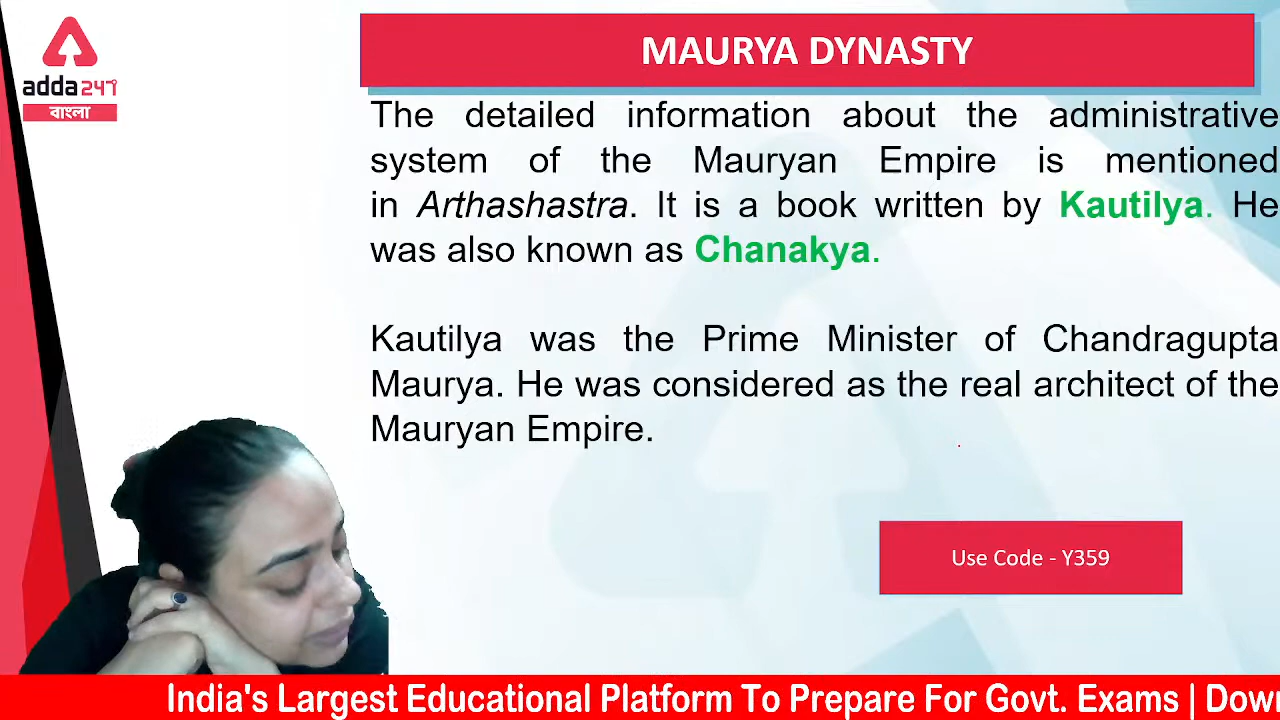 adda247
বাংলা
MAURYA DYNASTY
The detailed information about the administrative
system of the Mauryan Empire is mentioned
in Arthashastra. It is a book written by Kautilya. He
was also known as Chanakya.
Kautilya was the Prime Minister of Chandragupta
Maurya. He was considered as the real architect of the
Mauryan Empire.
Use Code - Y359
India's Largest Educational Platform To Prepare For Govt. Exams |